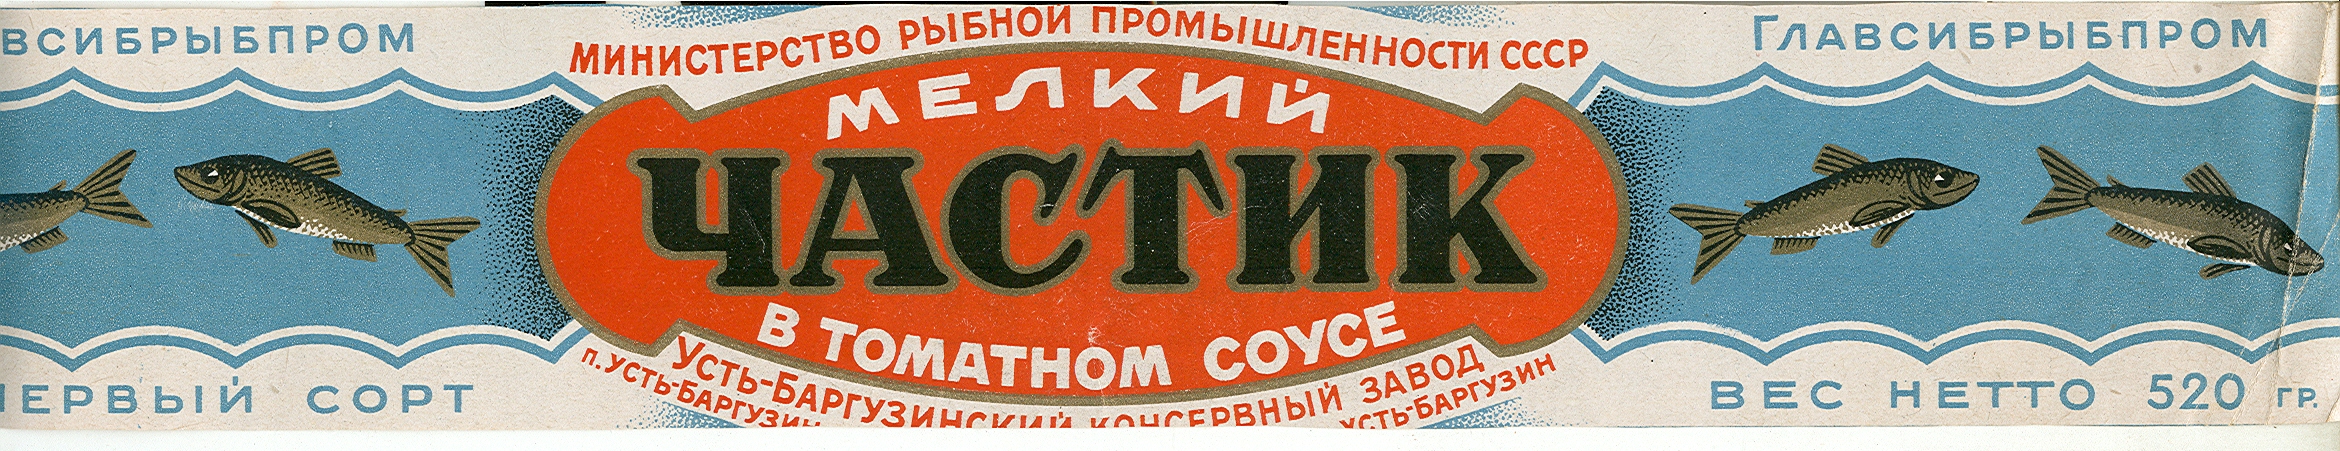 ВСИБРЫБПРОМ
МИНИСТЕРСТВО РЫБНОЙ ПРОМЫШЛЕННОСТИ СССР
ГЛАВСИБРЫБПРОМ
МЕЛКИЙ
ЧАСТИК
В ТОМАТНОМ СОУСЕ
УСТЬ-БАРГУЗИНСКИЙ КОНСЕРВНЫЙ ЗАВОД
П. УСТЬ-БАРГУЗИН
УСТЬ-БАРГУЗИН
ЕРВЫЙ СОРТ
ВЕС НЕТТО 520 ГР.